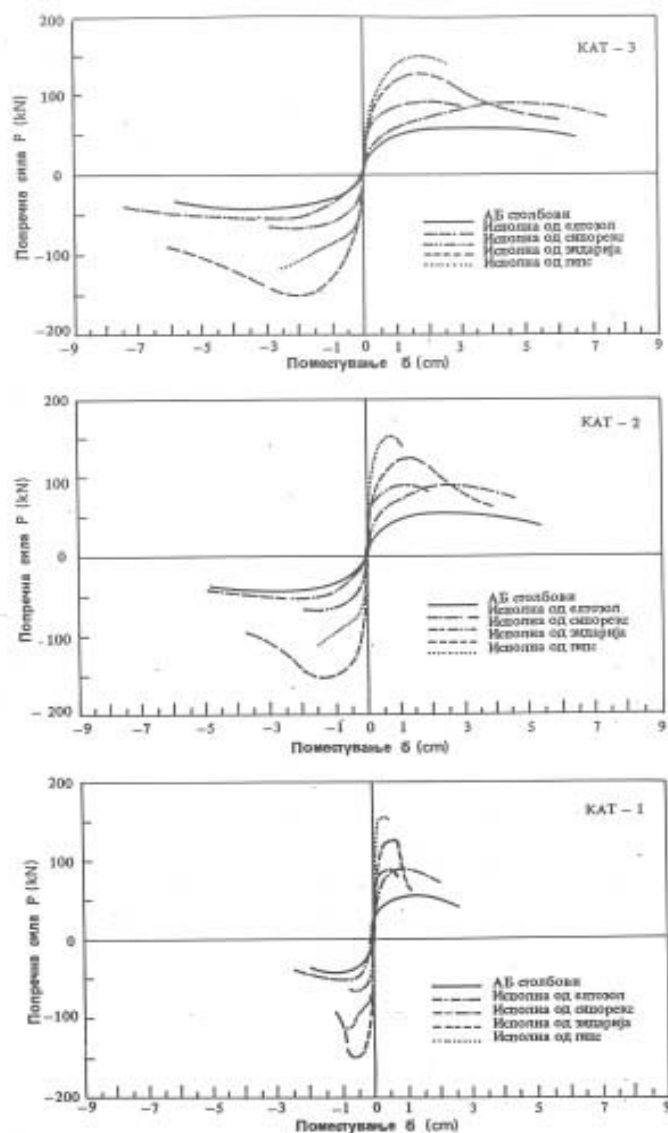 КАТ – 3
Попречна сила P (kN)
200
100
0
−100
−200
АБ столбови
Исполна од елтозол
Исполна од сипорекс
Исполна од ѕидарија
Исполна од гипс
−9 −7 −5 −3 −1 0 1 3 5 7 9
Поместување δ (cm)
КАТ – 2
Попречна сила P (kN)
200
100
0
−100
−200
АБ столбови
Исполна од елтозол
Исполна од сипорекс
Исполна од ѕидарија
Исполна од гипс
−9 −7 −5 −3 −1 0 1 3 5 7 9
Поместување δ (cm)
КАТ – 1
Попречна сила P (kN)
200
100
0
−100
−200
АБ столбови
Исполна од елтозол
Исполна од сипорекс
Исполна од ѕидарија
Исполна од гипс
−9 −7 −5 −3 −1 0 1 3 5 7 9
Поместување δ (cm)